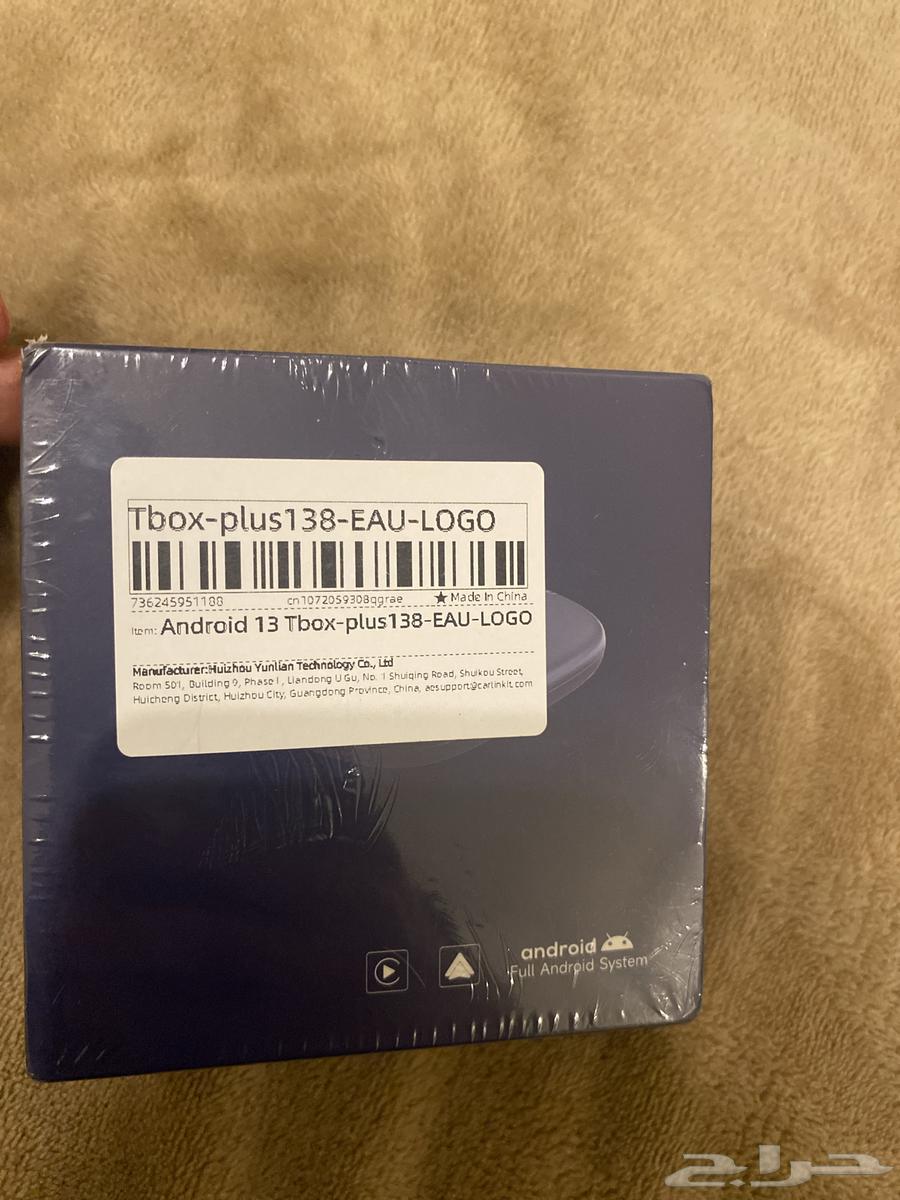 Tbox-plus138-EAU-LOGO
736245951188 cn1072059308qgrae ★ Made In China
Item: Android 13 Tbox-plus138-EAU-LOGO
Manufacturer:Huizhou Yunlian Technology Co., Ltd
Room 501, Building 9, Phase I, Liandong U Gu, No. 1 Shuiqing Road, Shuikou Street,
Huicheng District, Huizhou City, Guangdong Province, China, aesupport@carlinkit.com
android
Full Android System
حراج